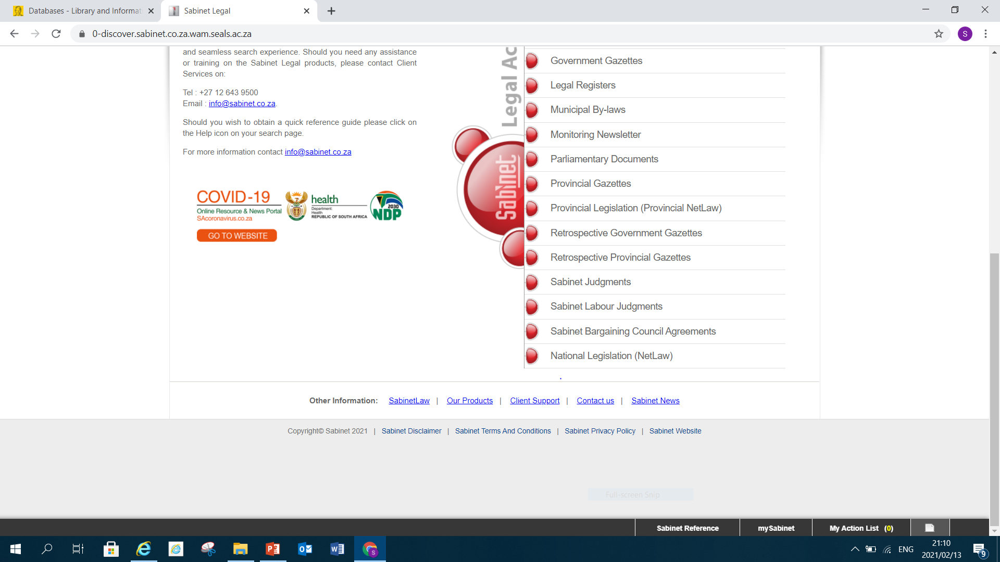 Databases - Library and Informat
Sabinet Legal
0-discover.sabinet.co.za.wam.seals.ac.za
S
and seamless search experience. Should you need any assistance
or training on the Sabinet Legal products, please contact Client
Services on:
Tel : +27 12 643 9500
Email : info@sabinet.co.za.
Should you wish to obtain a quick reference guide please click on
the Help icon on your search page.
For more information contact info@sabinet.co.za
COVID-19
Online Resource & News Portal
SAcoronavirus.co.za
GO TO WEBSITE
health
Department:
Health
REPUBLIC OF SOUTH AFRICA
2030
NDP
Legal Ac
Sabinet
Government Gazettes
Legal Registers
Municipal By-laws
Monitoring Newsletter
Parliamentary Documents
Provincial Gazettes
Provincial Legislation (Provincial NetLaw)
Retrospective Government Gazettes
Retrospective Provincial Gazettes
Sabinet Judgments
Sabinet Labour Judgments
Sabinet Bargaining Council Agreements
National Legislation (NetLaw)
Other Information: SabinetLaw | Our Products | Client Support | Contact us | Sabinet News
Copyright© Sabinet 2021 | Sabinet Disclaimer | Sabinet Terms And Conditions | Sabinet Privacy Policy | Sabinet Website
Full-screen Snip
Sabinet Reference
mySabinet
My Action List (0)
ENG
21:10
2021/02/13
9